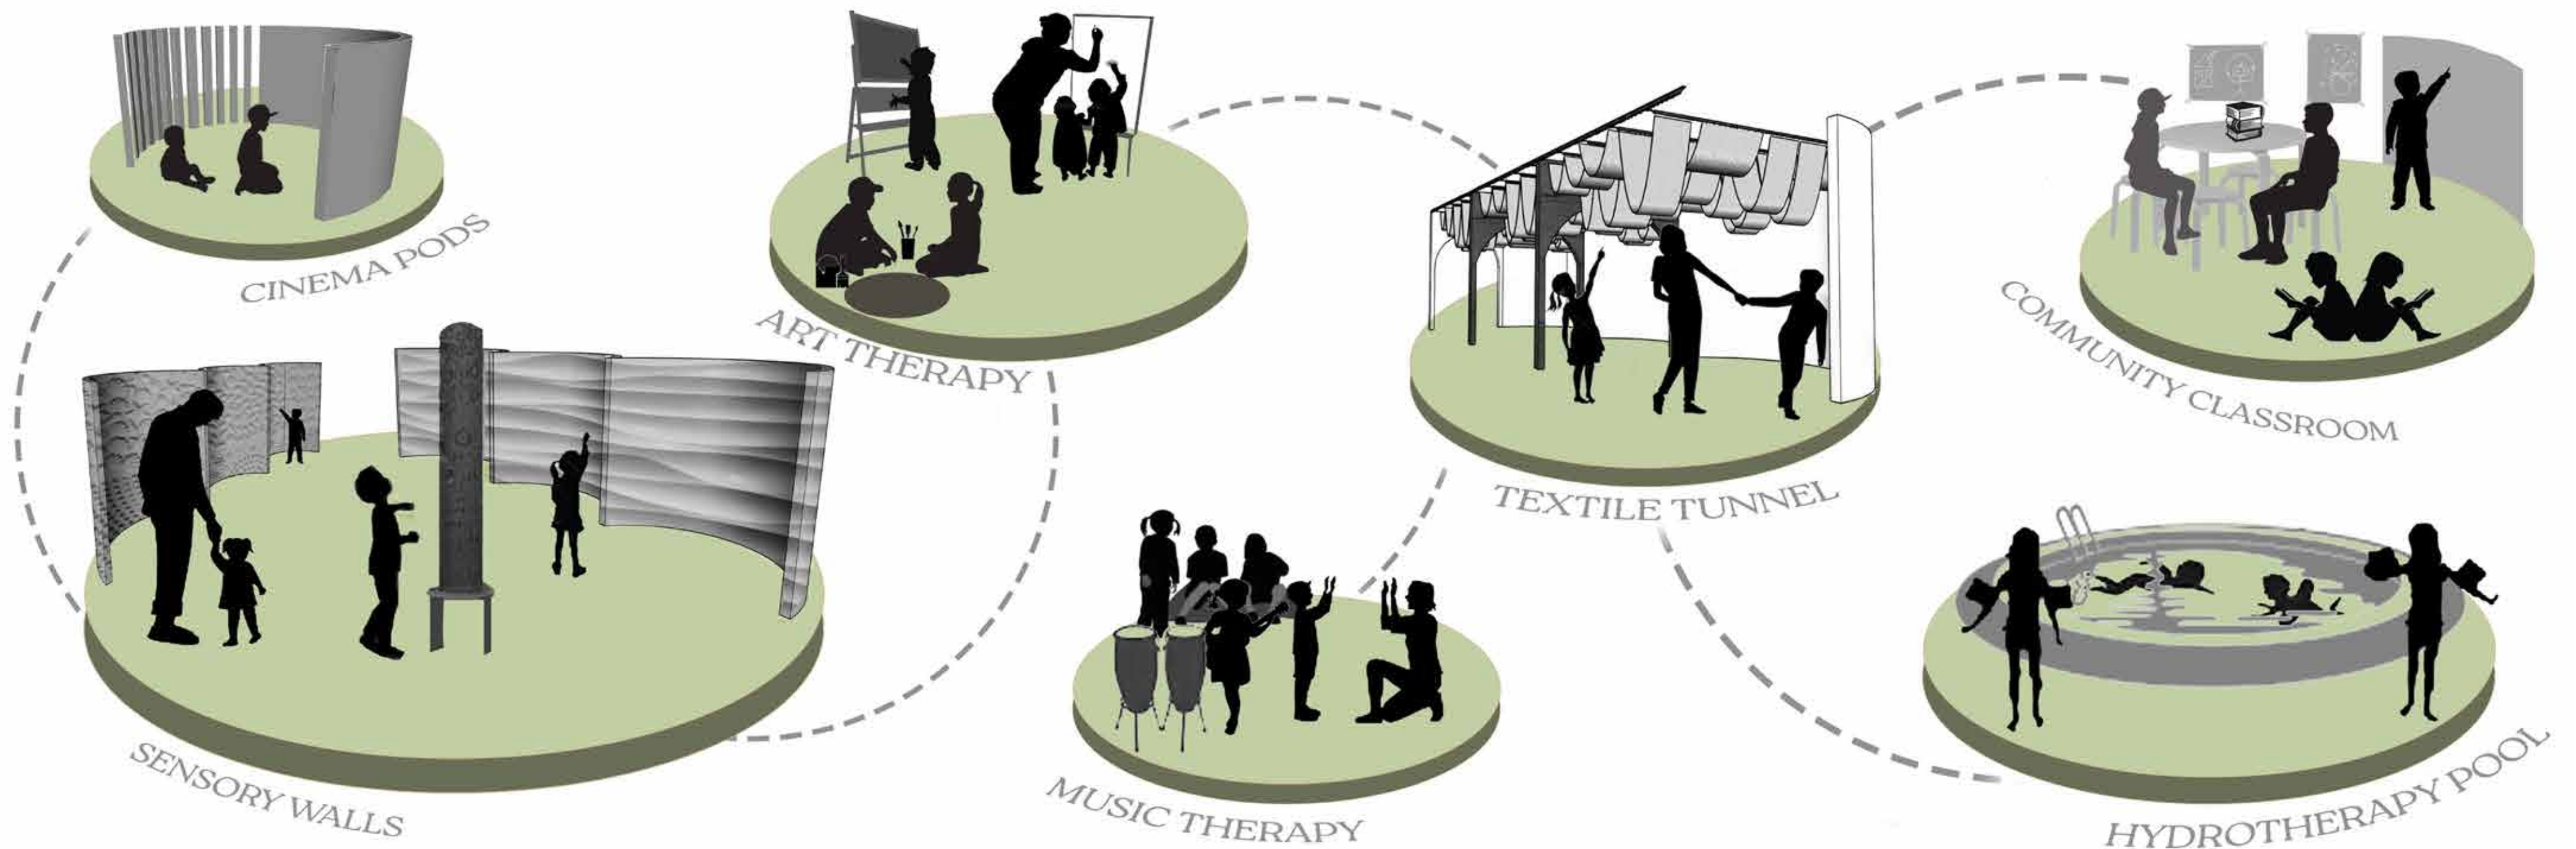 CINEMA PODS
ART THERAPY
COMMUNITY CLASSROOM
TEXTILE TUNNEL
SENSORY WALLS
MUSIC THERAPY
HYDROTHERAPY POOL